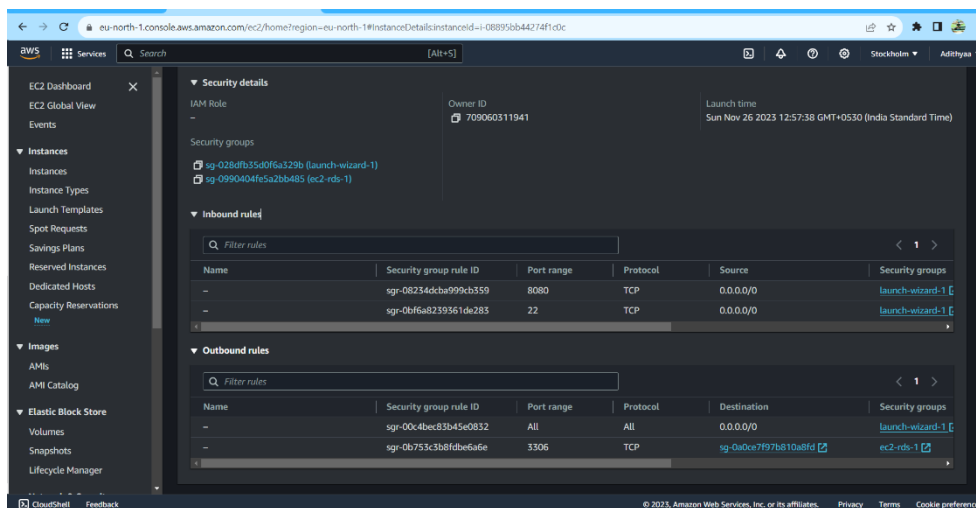 eu-north-1.console.aws.amazon.com/ec2/home?region=eu-north-1#InstanceDetails:instanceId=i-08895bb44274f1c0c
aws Services Search [Alt+S] Stockholm Adithyaa
EC2 Dashboard
EC2 Global View
Events
Instances
Instances
Instance Types
Launch Templates
Spot Requests
Savings Plans
Reserved Instances
Dedicated Hosts
Capacity Reservations
New
Images
AMIs
AMI Catalog
Elastic Block Store
Volumes
Snapshots
Lifecycle Manager
Security details
IAM Role Owner ID Launch time
– 709060311941 Sun Nov 26 2023 12:57:38 GMT+0530 (India Standard Time)
Security groups
sg-028dfb35d0f6a329b (launch-wizard-1)
sg-0990404fe5a2bb485 (ec2-rds-1)
Inbound rules
Filter rules 1
Name Security group rule ID Port range Protocol Source Security groups
– sgr-08234dcba999cb359 8080 TCP 0.0.0.0/0 launch-wizard-1
– sgr-0bf6a8239361de283 22 TCP 0.0.0.0/0 launch-wizard-1
Outbound rules
Filter rules 1
Name Security group rule ID Port range Protocol Destination Security groups
– sgr-00c4bec83b45e0832 All All 0.0.0.0/0 launch-wizard-1
– sgr-0b753c3b8fdbe6a6e 3306 TCP sg-0a0ce7f97b810a8fd ec2-rds-1
CloudShell Feedback © 2023, Amazon Web Services, Inc. or its affiliates. Privacy Terms Cookie preferenc